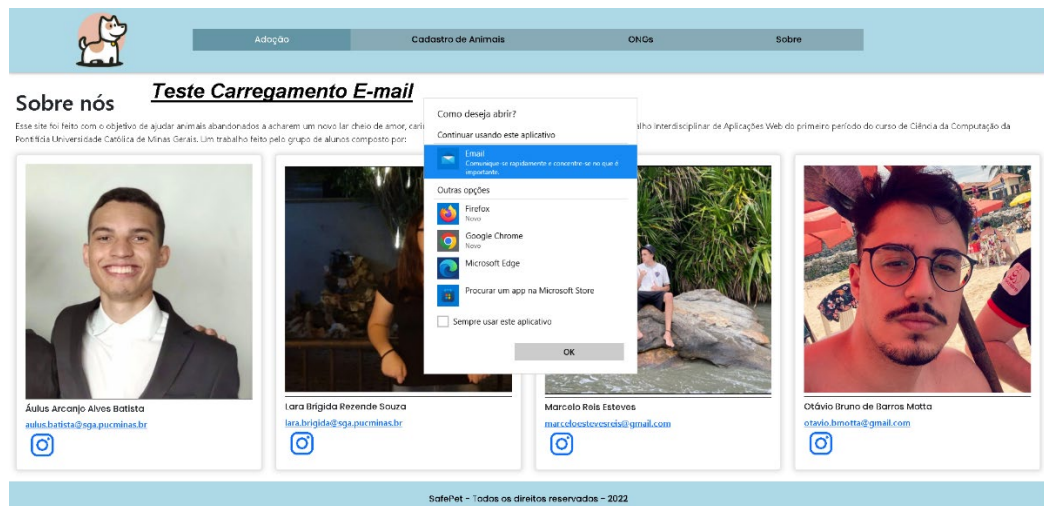 Adoção
Cadastro de Animais
ONGs
Sobre
Teste Carregamento E-mail
Sobre nós
Esse site foi feito com o objetivo de ajudar animais abandonados a acharem um novo lar cheio de amor, Interdisciplinar de Aplicações Web do primeiro período do curso de Ciência da Computação da
Pontifícia Universidade Católica de Minas Gerais. Um trabalho feito pelo grupo de alunos composto por:
Como deseja abrir?
Continuar usando este aplicativo
Email
Comunique-se rapidamente e concentre-se no que é
importante.
Outras opções
Firefox
Novo
Google Chrome
Novo
Microsoft Edge
Procurar um app na Microsoft Store
Sempre usar este aplicativo
OK
Áulus Arcanjo Alves Batista
aulus.batista@sga.pucminas.br
Lara Brígida Rezende Souza
lara.brigida@sga.pucminas.br
Marcelo Reis Esteves
marceloestevesreis@gmail.com
Otávio Bruno de Barros Motta
otavio.bmotta@gmail.com
SafePet - Todos os direitos reservados - 2022